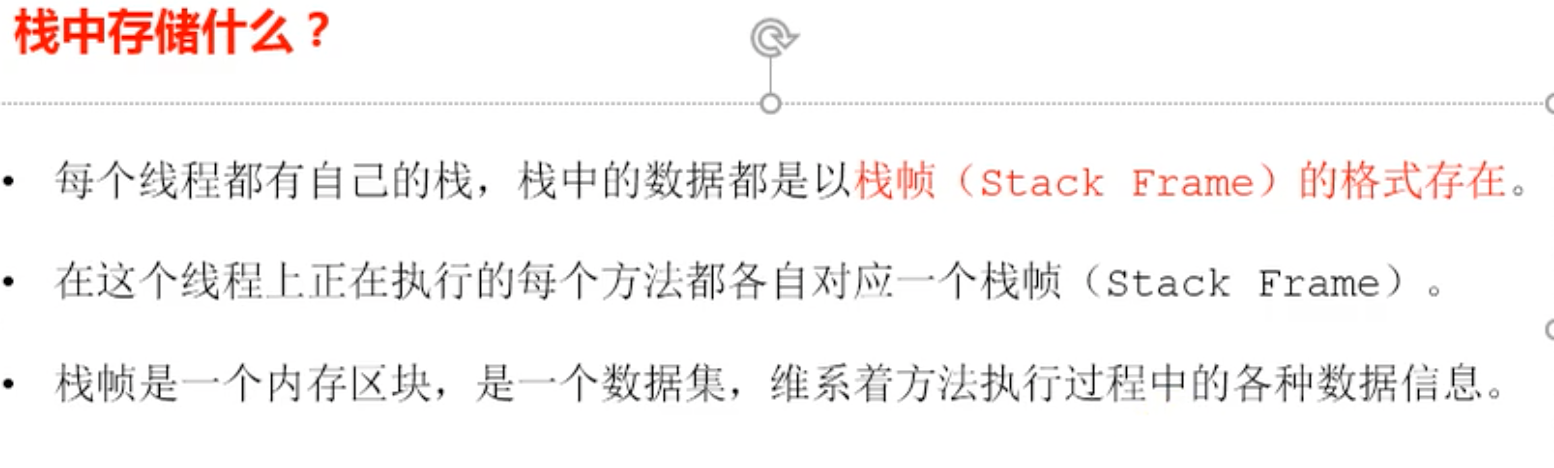 栈中存储什么？
• 每个线程都有自己的栈，栈中的数据都是以栈帧（Stack Frame）的格式存在。
• 在这个线程上正在执行的每个方法都各自对应一个栈帧（Stack Frame）。
• 栈帧是一个内存区块，是一个数据集，维系着方法执行过程中的各种数据信息。